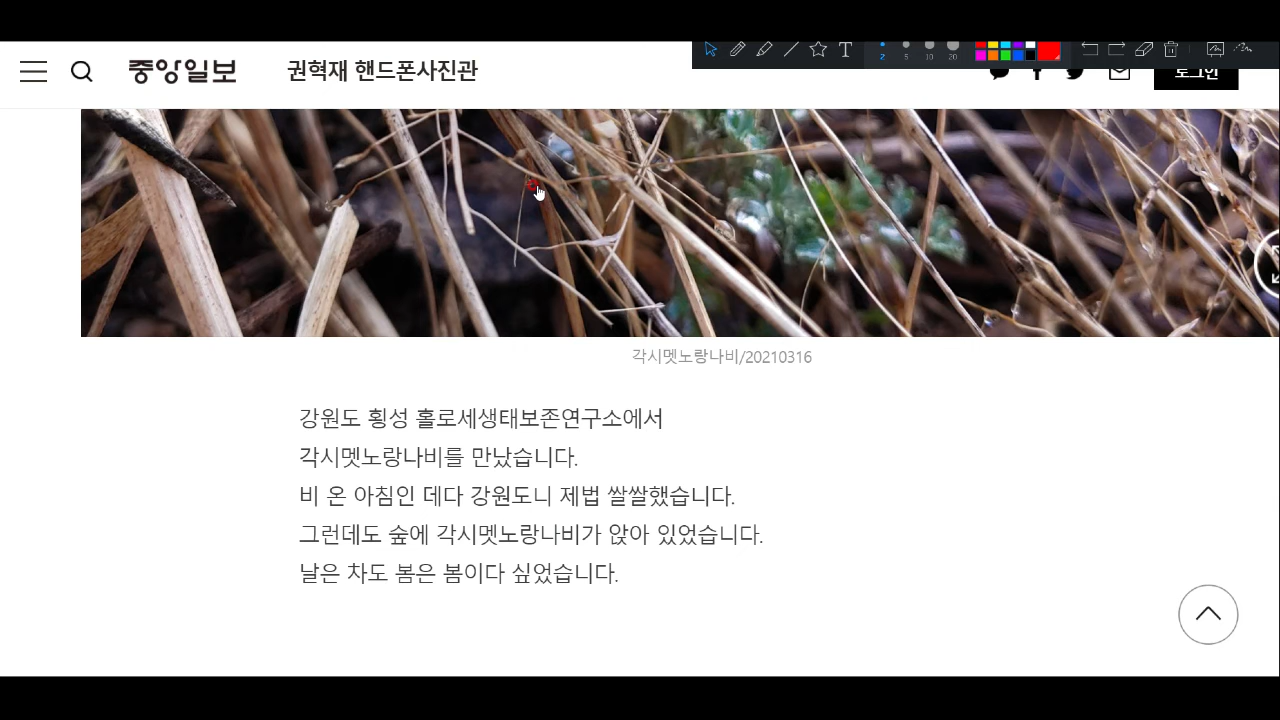 중앙일보 권혁재 핸드폰사진관
T
2 5 10 20
로그인
각시멧노랑나비/20210316
강원도 횡성 홀로세생태보존연구소에서
각시멧노랑나비를 만났습니다.
비 온 아침인 데다 강원도니 제법 쌀쌀했습니다.
그런데도 숲에 각시멧노랑나비가 앉아 있었습니다.
날은 차도 봄은 봄이다 싶었습니다.